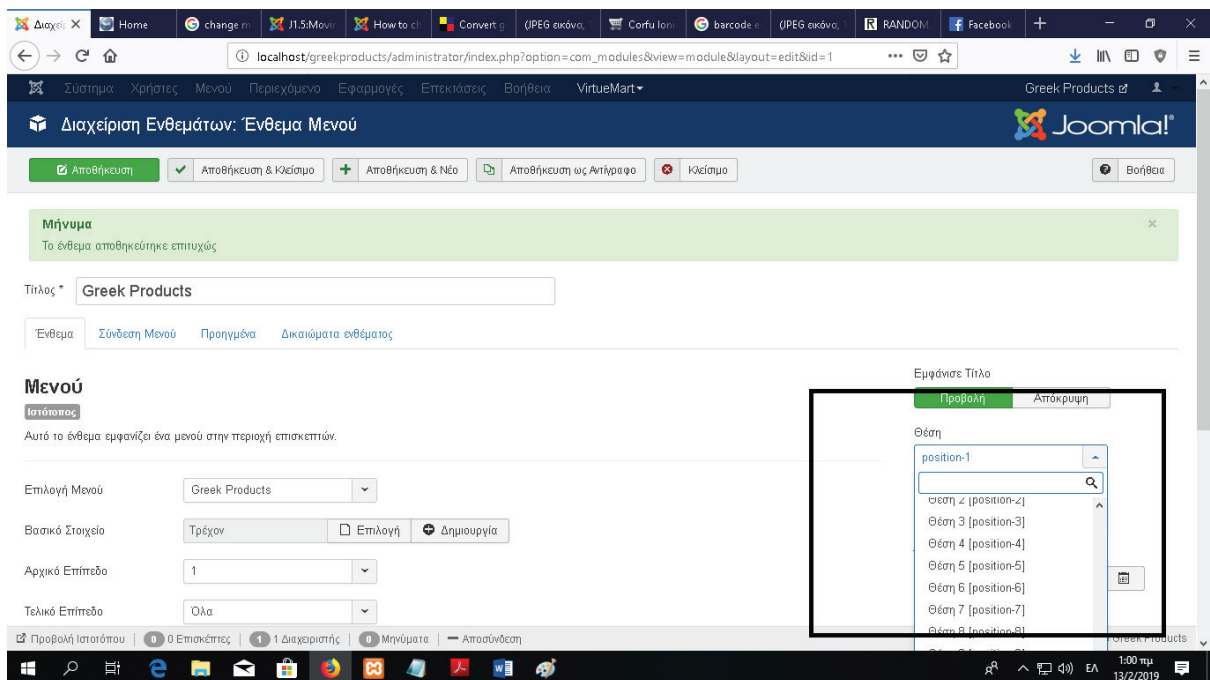 Διαχεί Home change m J1.5:Movin How to ch Convert g (JPEG εικόνα, Corfu Ioni barcode e (JPEG εικόνα, RANDOM. Facebook
localhost/greekproducts/administrator/index.php?option=com_modules&view=module&layout=edit&id=1
Σύστημα Χρήστες Μενού Περιεχόμενο Εφαρμογές Επεκτάσεις Βοήθεια VirtueMart Greek Products
Διαχείριση Ενθεμάτων: Ένθεμα Μενού Joomla!
Αποθήκευση Αποθήκευση & Κλείσιμο Αποθήκευση & Νέο Αποθήκευση ως Αντίγραφο Κλείσιμο Βοήθεια
Μήνυμα ×
Το ένθεμα αποθηκεύτηκε επιτυχώς
Τίτλος * Greek Products
Ένθεμα Σύνδεση Μενού Προηγμένα Δικαιώματα ενθέματος
Εμφάνισε Τίτλο
Μενού
Προβολή Απόκρυψη
Ιστότοπος
Αυτό το ένθεμα εμφανίζει ένα μενού στην περιοχή επισκεπτών.
Θέση
position-1
Επιλογή Μενού Greek Products
Θέση 2 [position-2]
Θέση 3 [position-3]
Βασικό Στοιχείο Τρέχον Επιλογή Δημιουργία
Θέση 4 [position-4]
Θέση 5 [position-5]
Αρχικό Επίπεδο 1
Θέση 6 [position-6]
Τελικό Επίπεδο Όλα
Θέση 7 [position-7]
Θέση 8 [position-8]
Προβολή Ιστοτόπου 0 0 Επισκέπτες 1 1 Διαχειριστής 0 Μηνύματα Αποσύνδεση Greek Products
ΕΛ 1:00 πμ
13/2/2019